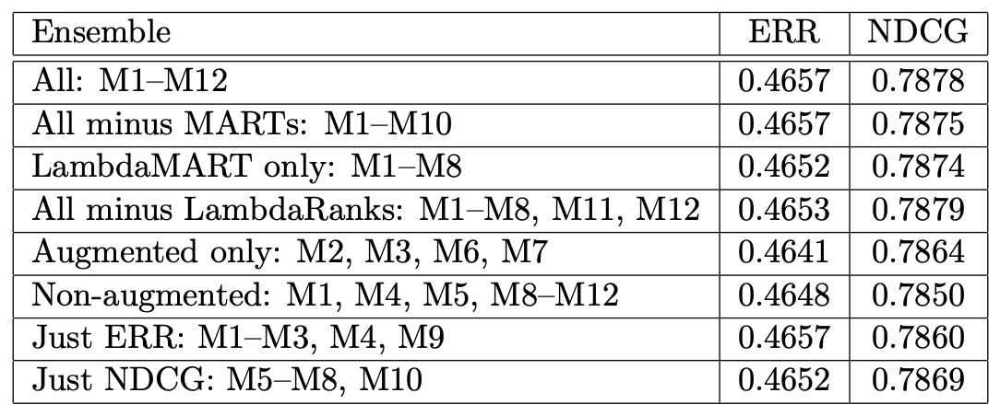 Ensemble ERR NDCG
All: M1–M12 0.4657 0.7878
All minus MARTs: M1–M10 0.4657 0.7875
LambdaMART only: M1–M8 0.4652 0.7874
All minus LambdaRanks: M1–M8, M11, M12 0.4653 0.7879
Augmented only: M2, M3, M6, M7 0.4641 0.7864
Non-augmented: M1, M4, M5, M8–M12 0.4648 0.7850
Just ERR: M1–M3, M4, M9 0.4657 0.7860
Just NDCG: M5–M8, M10 0.4652 0.7869